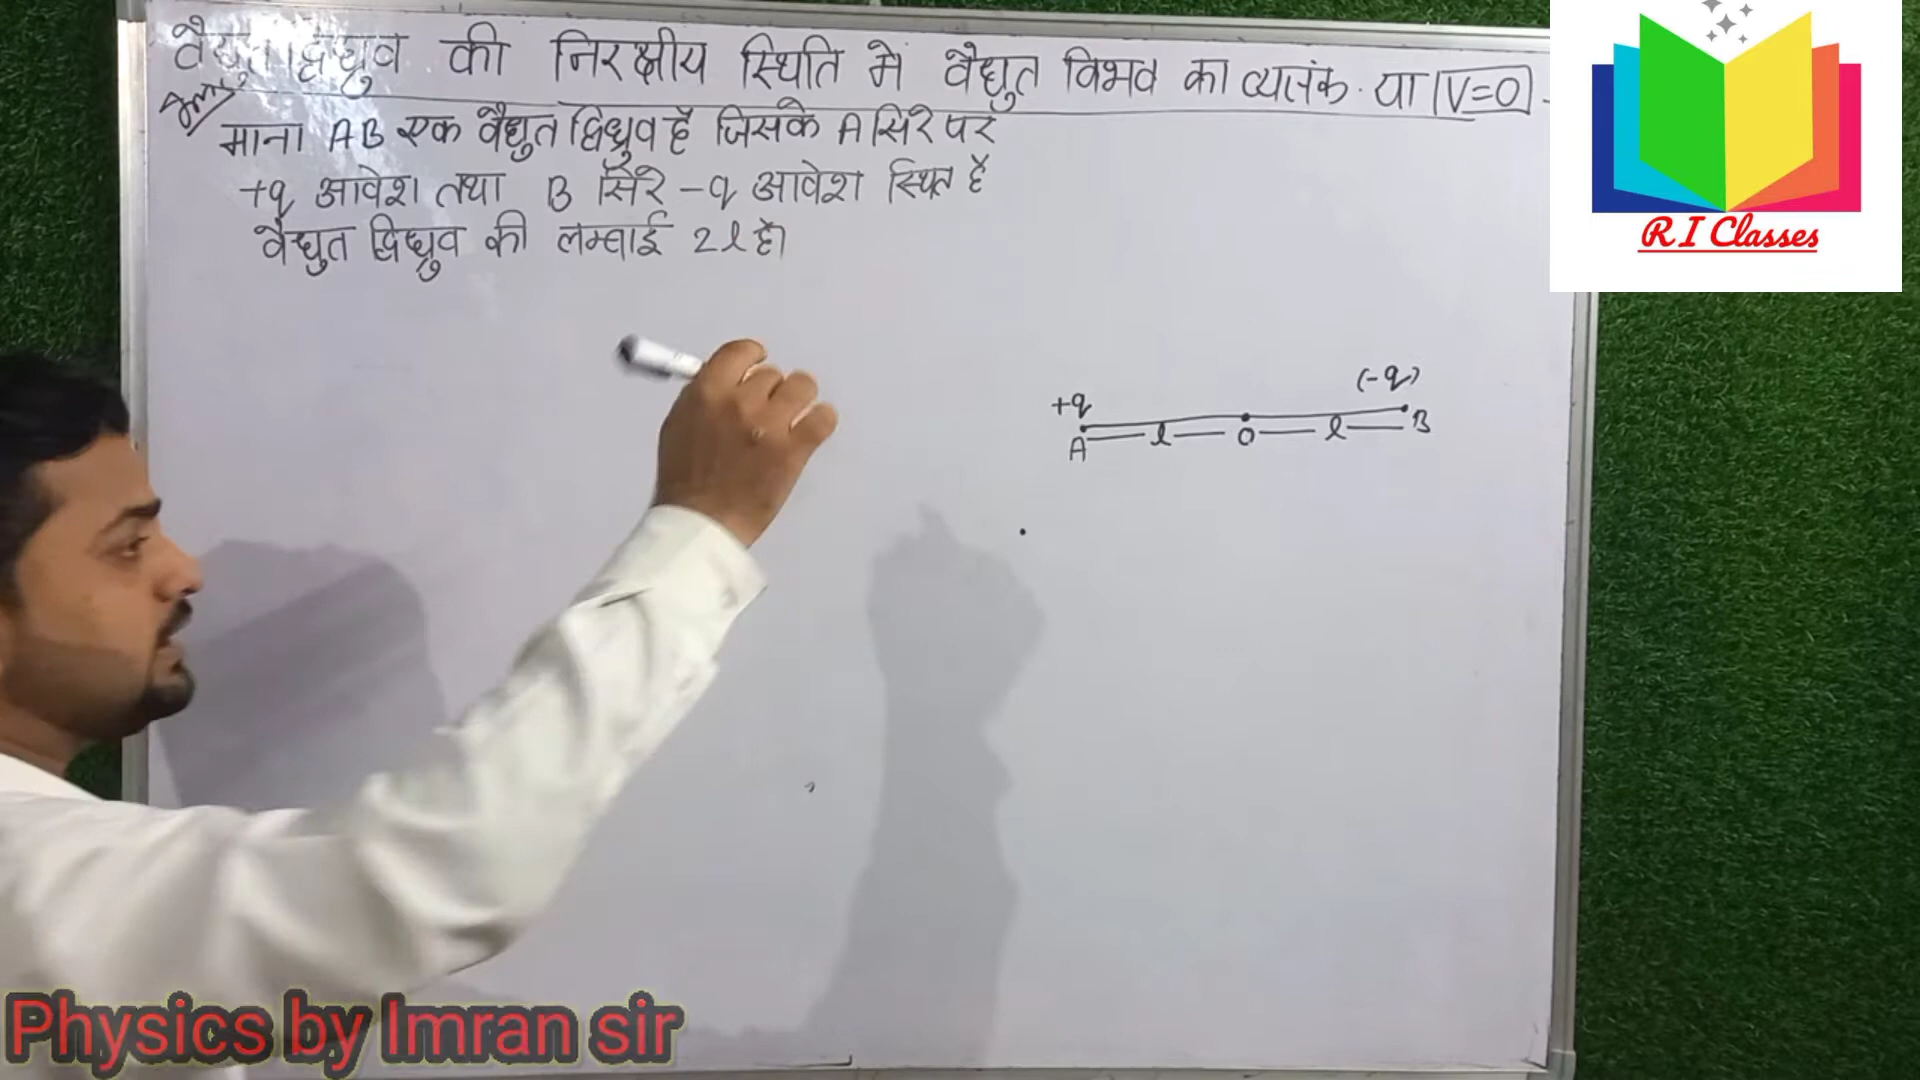 वैद्युत द्विध्रुव की निरक्षीय स्थिति में वैद्युत विभव का व्यंजक. या V=0
माना AB एक वैद्युत द्विध्रुव है जिसके A सिरे पर
+q आवेश तथा B सिरे -q आवेश स्थित है
वैद्युत द्विध्रुव की लम्बाई 2l है।
R I Classes
(-q)
+q
A l O l B
Physics by Imran sir